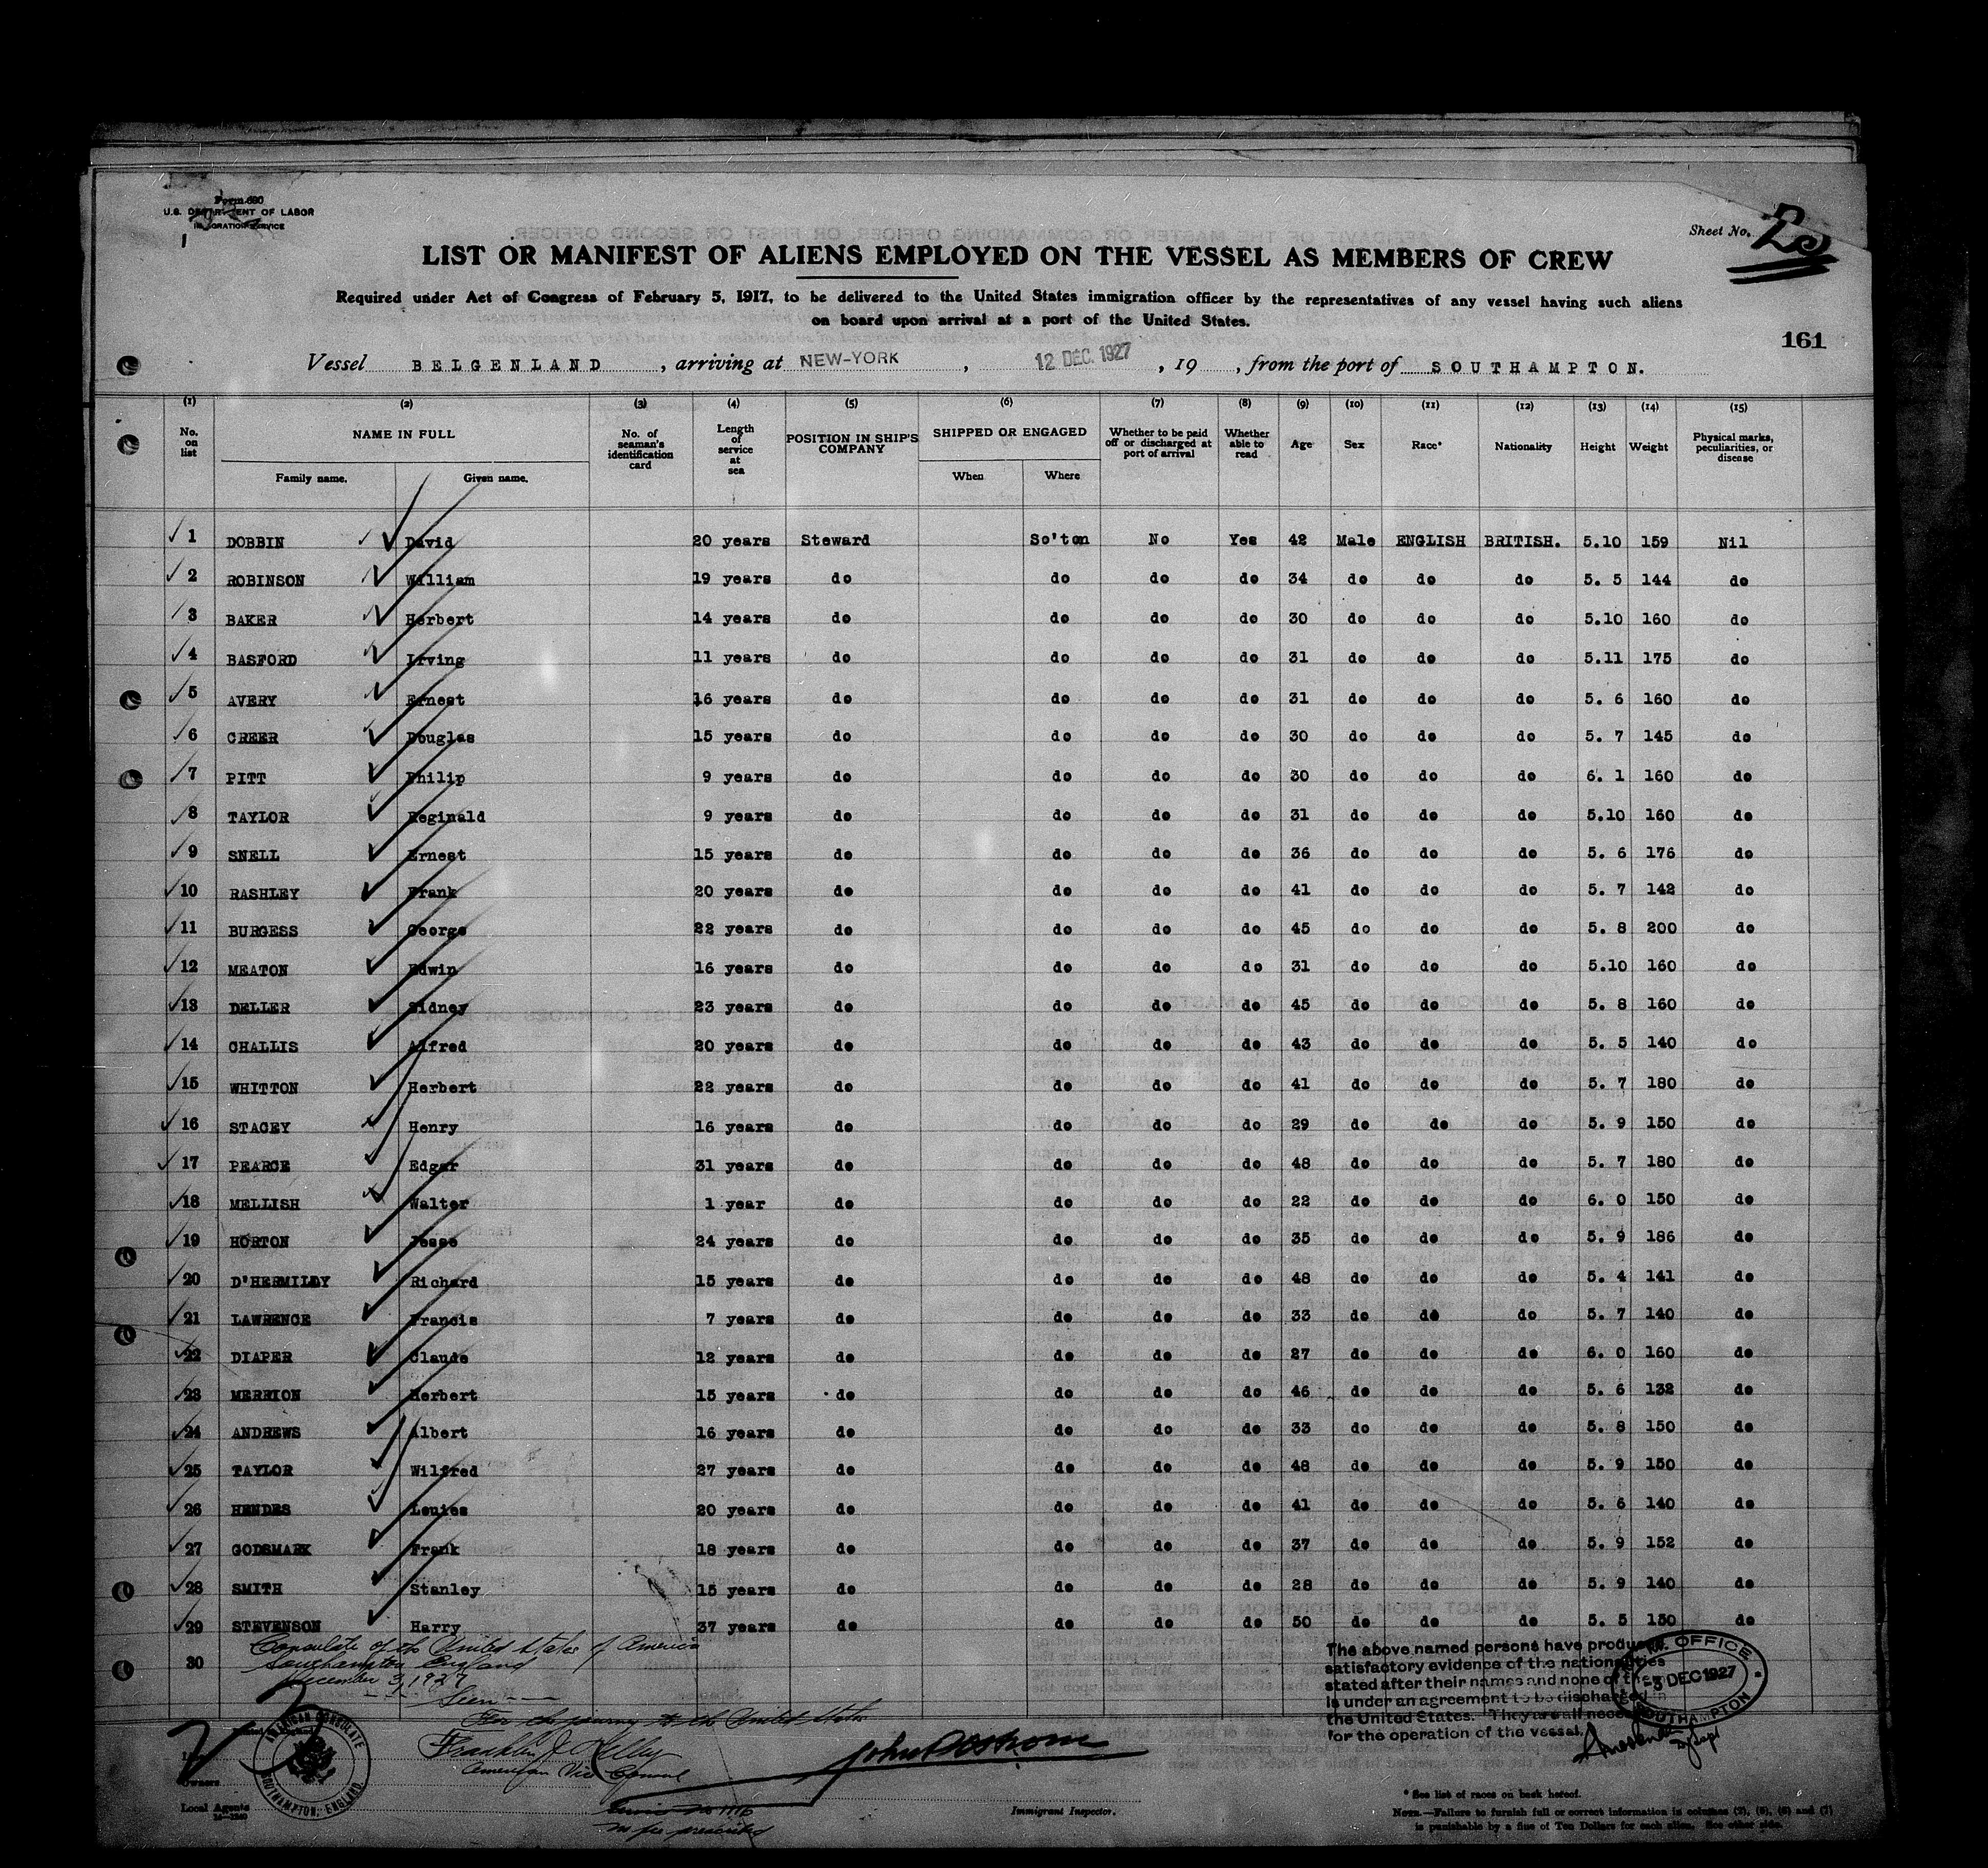 Form 680
U.S. DEPARTMENT OF LABOR
IMMIGRATION SERVICE
Sheet No.
LIST OR MANIFEST OF ALIENS EMPLOYED ON THE VESSEL AS MEMBERS OF CREW
Required under Act of Congress of February 5, 1917, to be delivered to the United States immigration officer by the representatives of any vessel having such aliens
on board upon arrival at a port of the United States.
161
Vessel BELGENLAND, arriving at NEW-YORK, 12 DEC. 1927, 19 , from the port of SOUTHAMPTON.
(1) (2) (3) (4) (5) (6) (7) (8) (9) (10) (11) (12) (13) (14) (15)
No. on list NAME IN FULL No. of seaman's identification card Length of service at sea POSITION IN SHIP'S COMPANY SHIPPED OR ENGAGED Whether to be paid off or discharged at port of arrival Whether able to read Age Sex Race* Nationality Height Weight Physical marks, peculiarities, or disease
Family name. Given name. When Where
1 DOBBIN David 20 years Steward So'ton No Yes 42 Male ENGLISH BRITISH. 5.10 159 Nil
2 ROBINSON William 19 years do do do do 34 do do do 5. 5 144 do
3 BAKER Herbert 14 years do do do do 30 do do do 5.10 160 do
4 BASFORD Irving 11 years do do do do 31 do do do 5.11 175 do
5 AVERY Ernest 16 years do do do do 31 do do do 5. 6 160 do
6 CREER Douglas 15 years do do do do 30 do do do 5. 7 145 do
7 PITT Philip 9 years do do do do 30 do do do 6. 1 160 do
8 TAYLOR Reginald 9 years do do do do 31 do do do 5.10 160 do
9 SNELL Ernest 15 years do do do do 36 do do do 5. 6 176 do
10 RASHLEY Frank 20 years do do do do 41 do do do 5. 7 142 do
11 BURGESS George 22 years do do do do 45 do do do 5. 8 200 do
12 MEATON Edwin 16 years do do do do 31 do do do 5.10 160 do
13 DELLER Sidney 23 years do do do do 45 do do do 5. 8 160 do
14 CHALLIS Alfred 20 years do do do do 43 do do do 5. 5 140 do
15 WHITTON Herbert 22 years do do do do 41 do do do 5. 7 180 do
16 STACEY Henry 16 years do do do do 29 do do do 5. 9 150 do
17 PEARCE Edgar 31 years do do do do 48 do do do 5. 7 180 do
18 MELLISH Walter 1 year do do do do 22 do do do 6. 0 150 do
19 HORTON Jesse 24 years do do do do 35 do do do 5. 9 186 do
20 D'HERMILLY Richard 15 years do do do do 48 do do do 5. 4 141 do
21 LAWRENCE Francis 7 years do do do do 33 do do do 5. 7 140 do
22 DIAPER Claude 12 years do do do do 27 do do do 6. 0 160 do
23 MERRION Herbert 15 years do do do do 46 do do do 5. 6 132 do
24 ANDREWS Albert 16 years do do do do 33 do do do 5. 8 150 do
25 TAYLOR Wilfred 27 years do do do do 48 do do do 5. 9 150 do
26 HENDES Louies 20 years do do do do 41 do do do 5. 6 140 do
27 GODSMARK Frank 18 years do do do do 37 do do do 5. 9 152 do
28 SMITH Stanley 15 years do do do do 28 do do do 5. 9 140 do
29 STEVENSON Harry 37 years do do do do 50 do do do 5. 5 150 do
30
Consulate of the United States of America
Southampton, England
December 3, 1927
Seen
For the journey to the United States
Franklin J. Kelly
American Vice Consul
no fee prescribed
AMERICAN CONSULATE
SOUTHAMPTON, ENGLAND.
The above named persons have produced
satisfactory evidence of the nationalities
stated after their names and none of them
is under an agreement to be discharged in
the United States. They are all necessary
for the operation of the vessel.
OFFICE
3 DEC 1927
SOUTHAMPTON
Owners
Local Agents
Immigrant Inspector.
* See list of races on back hereof.
NOTE.—Failure to furnish full or correct information in columns (2), (5), (6) and (7)
is punishable by a fine of Ten Dollars for each alien. See other side.